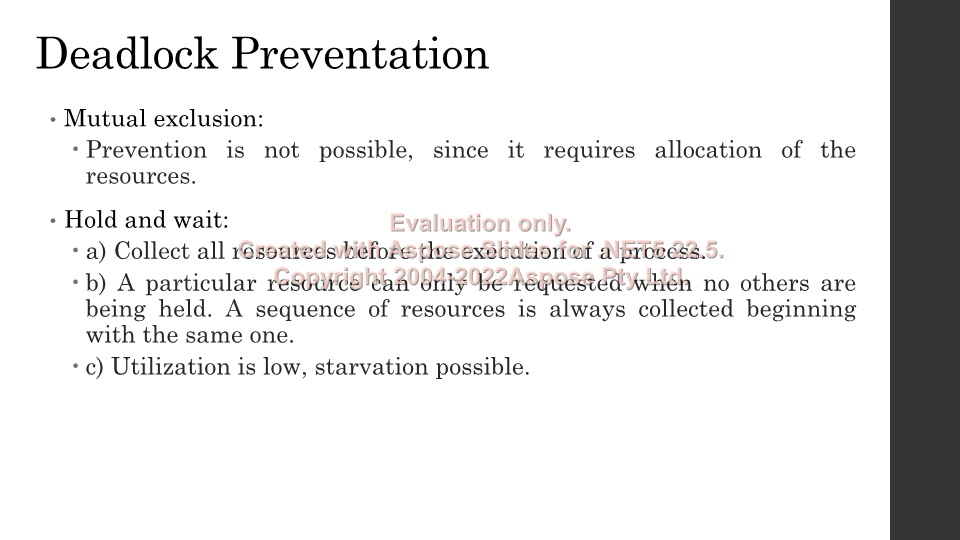 Deadlock Preventation
• Mutual exclusion:
• Prevention is not possible, since it requires allocation of the
resources.
• Hold and wait:
Evaluation only.
• a) Collect all resources before the execution of a process.
Created with Aspose.Slides for .NET5 22.5.
• b) A particular resource can only be requested when no others are
Copyright 2004-2022Aspose Pty Ltd.
being held. A sequence of resources is always collected beginning
with the same one.
• c) Utilization is low, starvation possible.